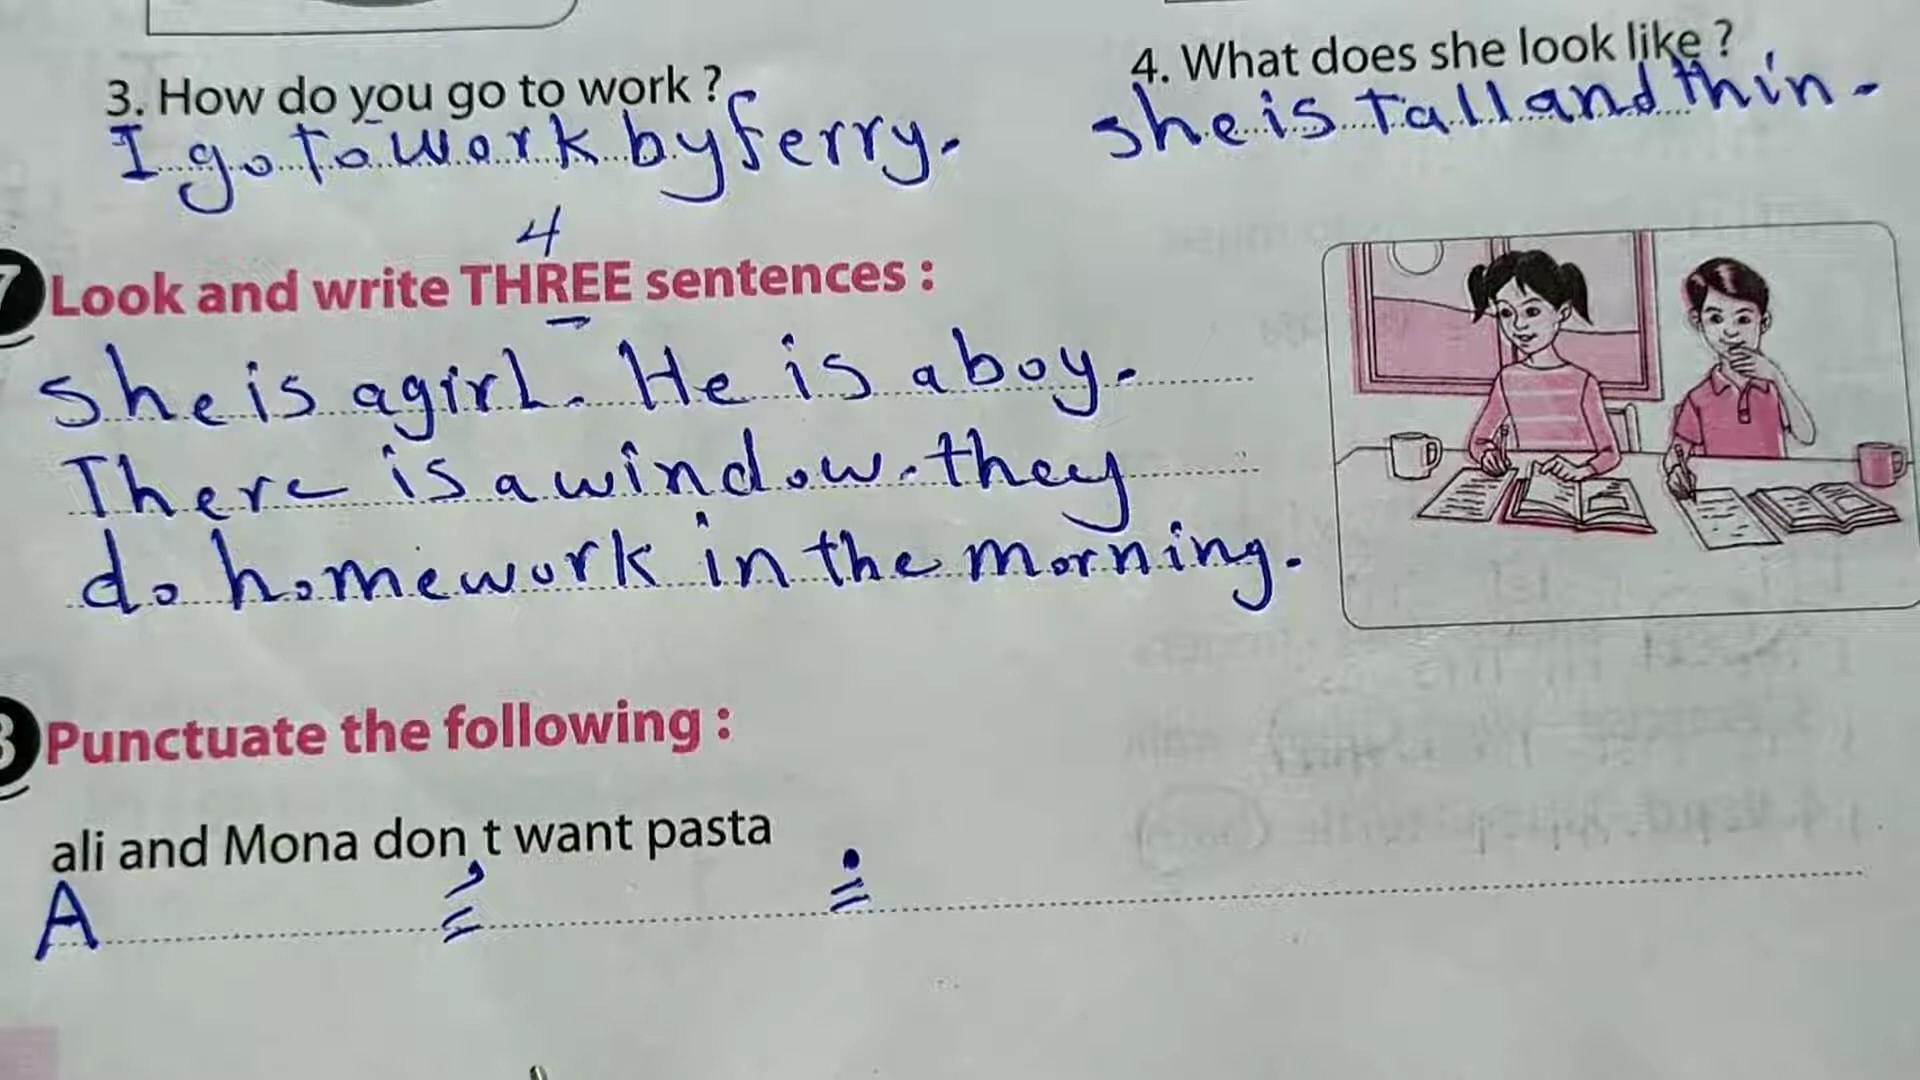 3. How do you go to work ?
I go to work by ferry.
4. What does she look like ?
she is tall and thin.
4
7 Look and write THREE sentences :
she is a girl. He is a boy.
There is a window. they
do homework in the morning.
8 Punctuate the following :
ali and Mona don t want pasta
A ' .